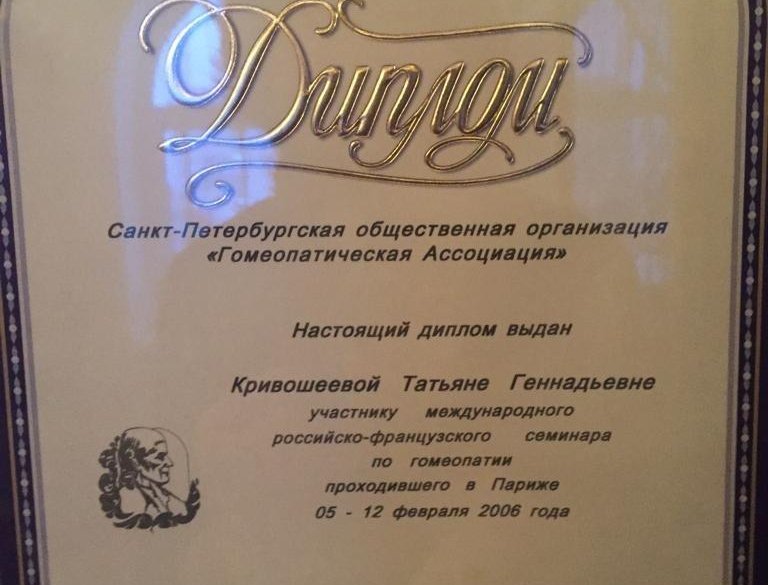 Диплом
Санкт-Петербургская общественная организация
«Гомеопатическая Ассоциация»
Настоящий диплом выдан
Кривошеевой Татьяне Геннадьевне
участнику международного
российско-французского семинара
по гомеопатии
проходившего в Париже
05 - 12 февраля 2006 года